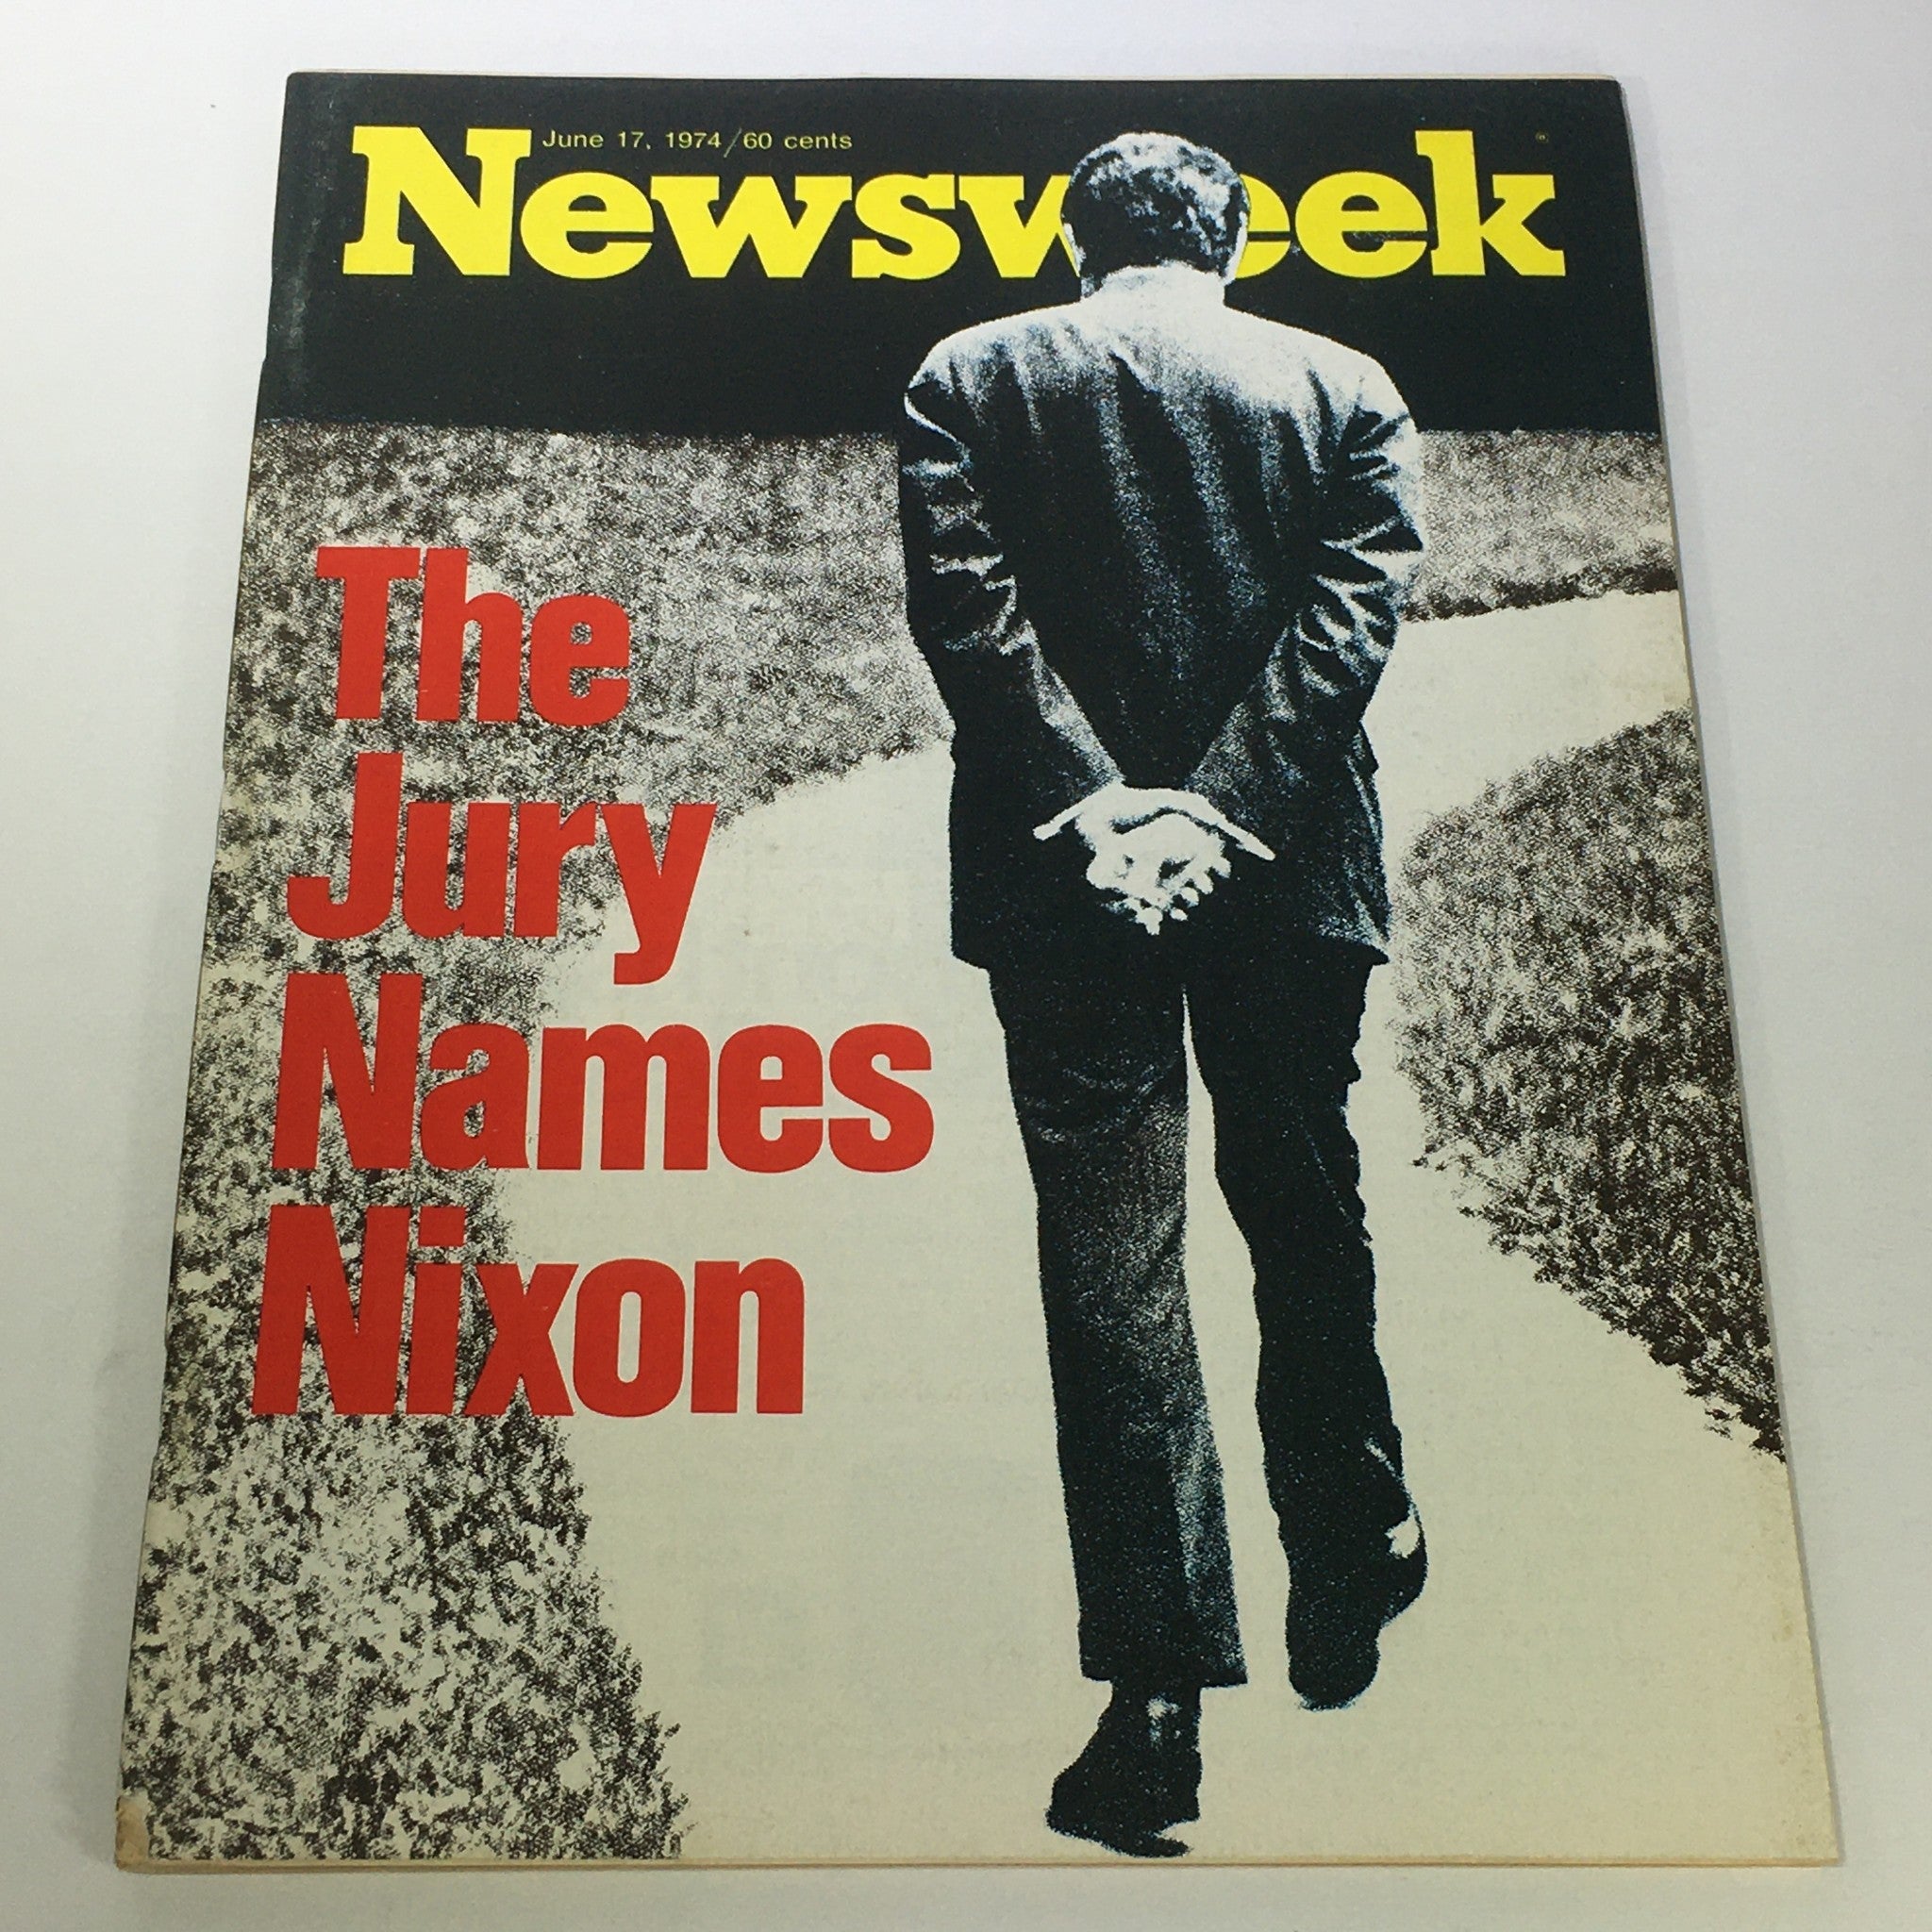 June 17, 1974/60 cents
Newsweek
The
Jury
Names
Nixon